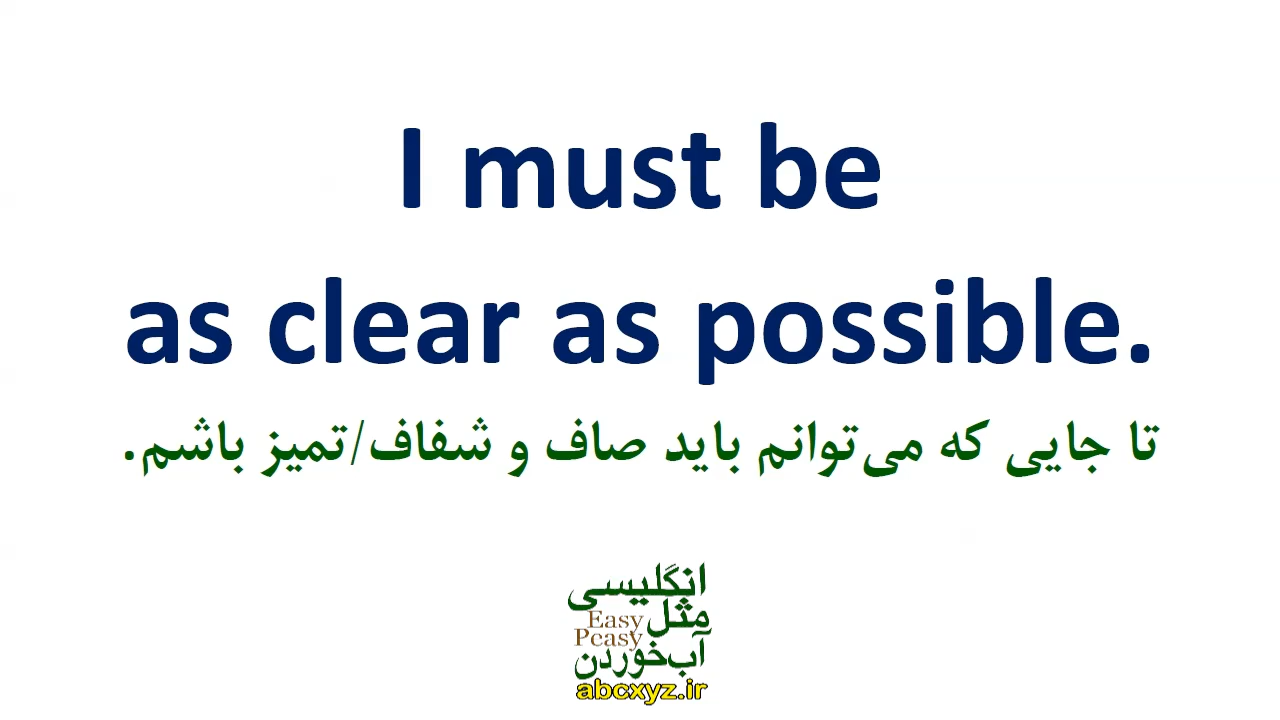 I must be
as clear as possible.
تا جایی که می‌توانم باید صاف و شفاف/تمیز باشم.
انگلیسی
مثل
Easy
Peasy
آب‌خوردن
abcxyz.ir